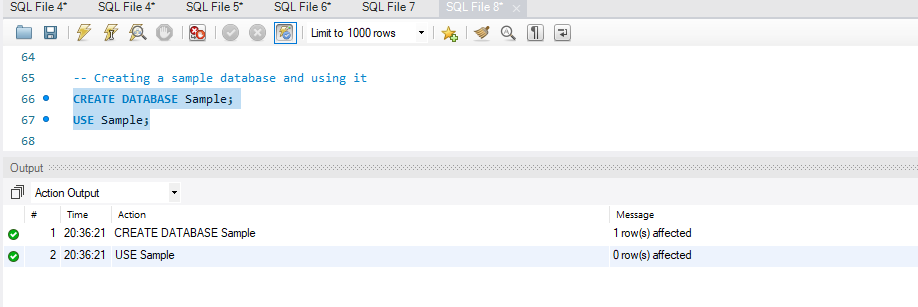 SQL File 4* SQL File 4* SQL File 5* SQL File 6* SQL File 7 SQL File 8*
Limit to 1000 rows
64
65 -- Creating a sample database and using it
66 CREATE DATABASE Sample;
67 USE Sample;
68
Output
Action Output
# Time Action Message
1 20:36:21 CREATE DATABASE Sample 1 row(s) affected
2 20:36:21 USE Sample 0 row(s) affected